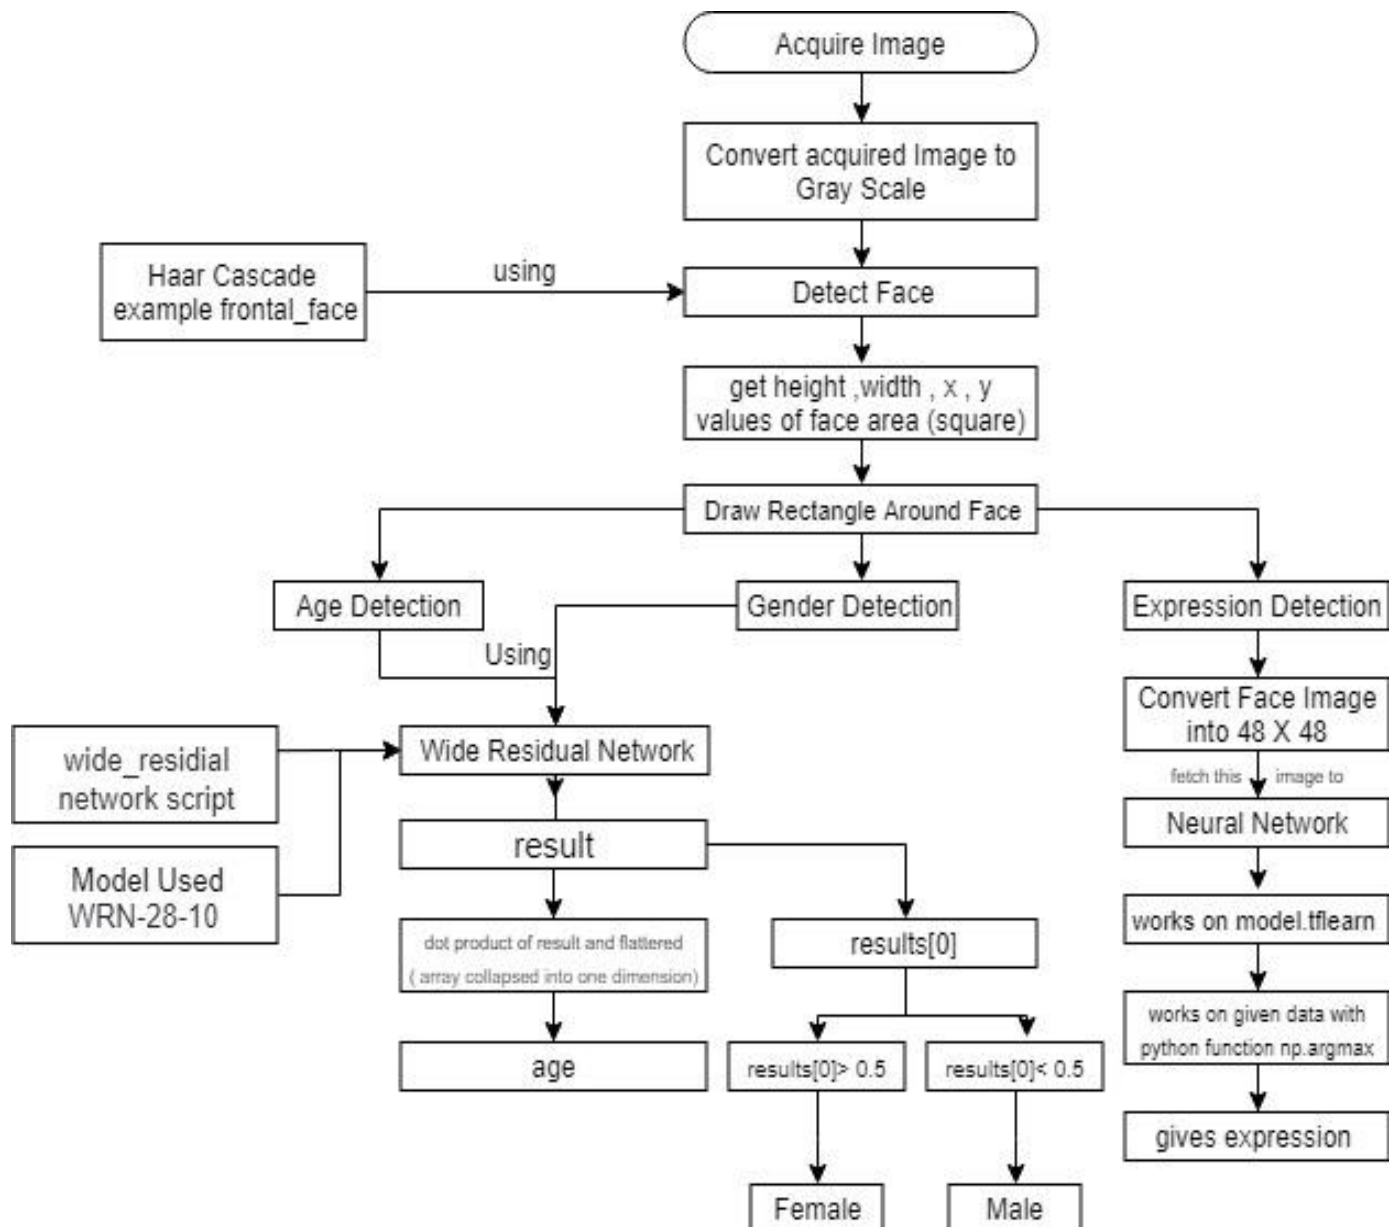 Acquire Image
Convert acquired Image to
Gray Scale
Haar Cascade
example frontal_face
using
Detect Face
get height ,width , x , y
values of face area (square)
Draw Rectangle Around Face
Age Detection
Gender Detection
Expression Detection
Using
Convert Face Image
into 48 X 48
wide_residial
network script
Wide Residual Network
fetch this image to
Neural Network
result
Model Used
WRN-28-10
works on model.tflearn
dot product of result and flattered
( array collapsed into one dimension)
results[0]
works on given data with
python function np.argmax
age
results[0]> 0.5
results[0]< 0.5
gives expression
Female
Male